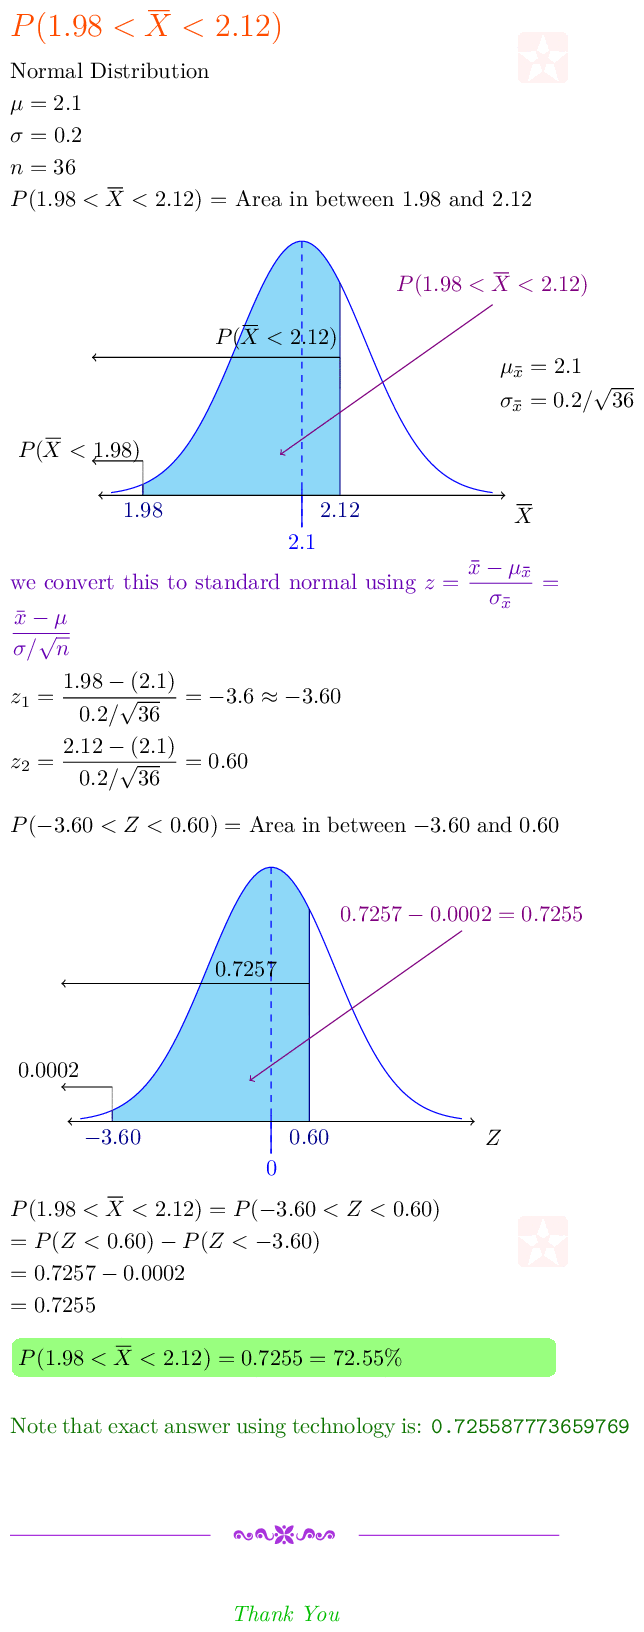 P(1.98 < X̅ < 2.12)
Normal Distribution
μ = 2.1
σ = 0.2
n = 36
P(1.98 < X̅ < 2.12) = Area in between 1.98 and 2.12
P(1.98 < X̅ < 2.12)
P(X̅ < 2.12)
μ_x̄ = 2.1
σ_x̄ = 0.2/√36
P(X̅ < 1.98)
1.98 2.12 X̅
2.1
we convert this to standard normal using z = (x̄ − μ_x̄)/σ_x̄ =
(x̄ − μ)/(σ/√n)
z₁ = (1.98 − (2.1))/(0.2/√36) = −3.6 ≈ −3.60
z₂ = (2.12 − (2.1))/(0.2/√36) = 0.60
P(−3.60 < Z < 0.60) = Area in between −3.60 and 0.60
0.7257 − 0.0002 = 0.7255
0.7257
0.0002
−3.60 0.60 Z
0
P(1.98 < X̅ < 2.12) = P(−3.60 < Z < 0.60)
= P(Z < 0.60) − P(Z < −3.60)
= 0.7257 − 0.0002
= 0.7255
P(1.98 < X̅ < 2.12) = 0.7255 = 72.55%
Note that exact answer using technology is: 0.725587773659769
Thank You